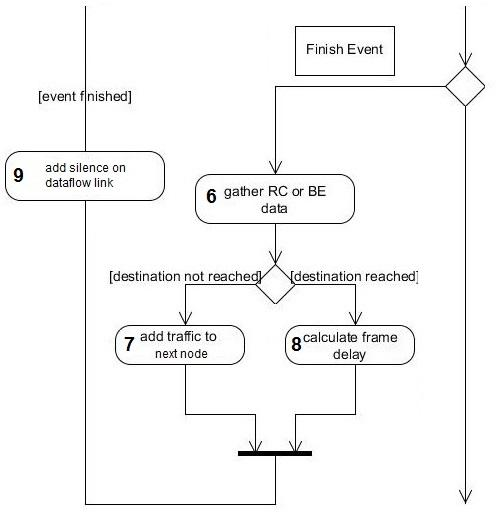 Finish Event
[event finished]
9 add silence on
dataflow link
6 gather RC or BE
data
[destination not reached] [destination reached]
7 add traffic to
next node
8 calculate frame
delay